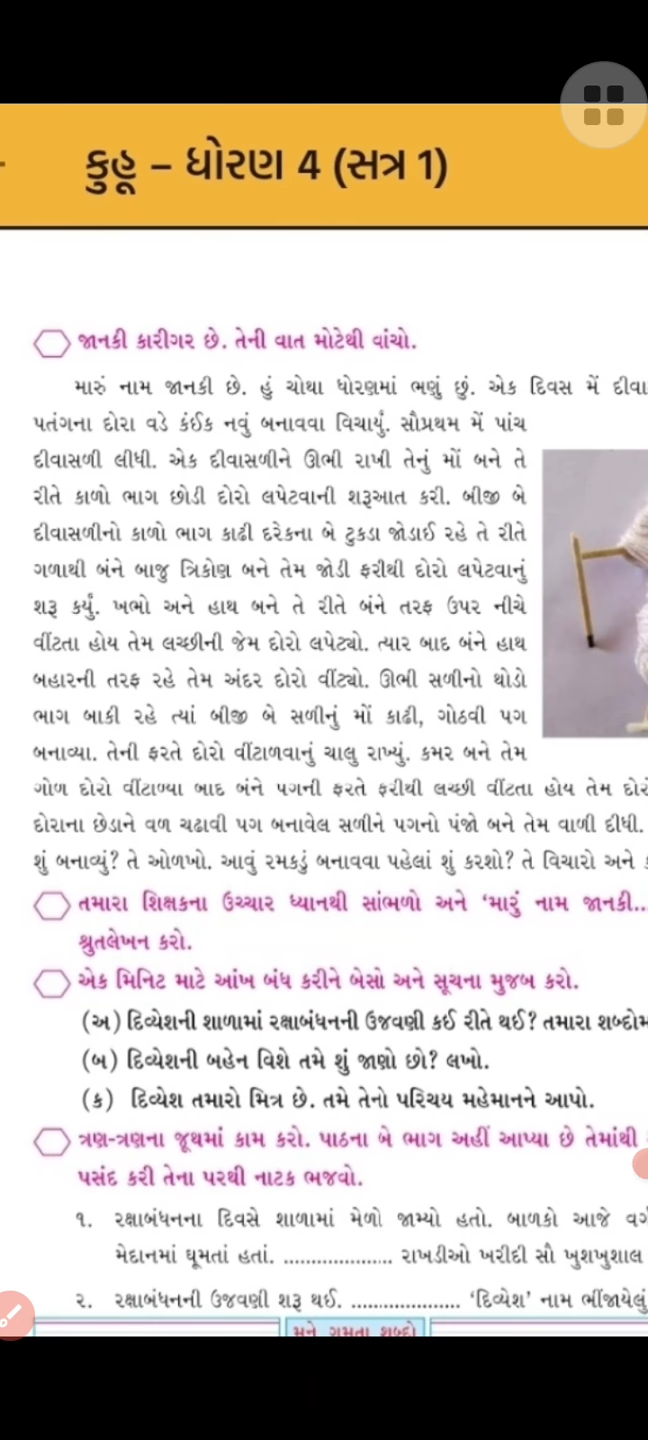 કુહૂ – ધોરણ 4 (સત્ર 1)
જાનકી કારીગર છે. તેની વાત મોટેથી વાંચો.
મારું નામ જાનકી છે. હું ચોથા ધોરણમાં ભણું છું. એક દિવસ મેં દીવા
પતંગના દોરા વડે કંઈક નવું બનાવવા વિચાર્યું. સૌપ્રથમ મેં પાંચ
દીવાસળી લીધી. એક દીવાસળીને ઊભી રાખી તેનું મોં બને તે
રીતે કાળો ભાગ છોડી દોરો લપેટવાની શરૂઆત કરી. બીજી બે
દીવાસળીનો કાળો ભાગ કાઢી દરેકના બે ટુકડા જોડાઈ રહે તે રીતે
ગળાથી બંને બાજુ ત્રિકોણ બને તેમ જોડી ફરીથી દોરો લપેટવાનું
શરૂ કર્યું. ખભો અને હાથ બને તે રીતે બંને તરફ ઉપર નીચે
વીંટતા હોય તેમ લચ્છીની જેમ દોરો લપેટ્યો. ત્યાર બાદ બંને હાથ
બહારની તરફ રહે તેમ અંદર દોરો વીંટ્યો. ઊભી સળીનો થોડો
ભાગ બાકી રહે ત્યાં બીજી બે સળીનું મોં કાઢી, ગોઠવી પગ
બનાવ્યા. તેની ફરતે દોરો વીંટાળવાનું ચાલુ રાખ્યું. કમર બને તેમ
ગોળ દોરો વીંટાળ્યા બાદ બંને પગની ફરતે ફરીથી લચ્છી વીંટતા હોય તેમ દોરો
દોરાના છેડાને વળ ચઢાવી પગ બનાવેલ સળીને પગનો પંજો બને તેમ વાળી દીધી.
શું બનાવ્યું? તે ઓળખો. આવું રમકડું બનાવવા પહેલાં શું કરશો? તે વિચારો અને
તમારા શિક્ષકના ઉચ્ચાર ધ્યાનથી સાંભળો અને ‘મારું નામ જાનકી...
શ્રુતલેખન કરો.
એક મિનિટ માટે આંખ બંધ કરીને બેસો અને સૂચના મુજબ કરો.
(અ) દિવ્યેશની શાળામાં રક્ષાબંધનની ઉજવણી કઈ રીતે થઈ? તમારા શબ્દોમ
(બ) દિવ્યેશની બહેન વિશે તમે શું જાણો છો? લખો.
(ક) દિવ્યેશ તમારો મિત્ર છે. તમે તેનો પરિચય મહેમાનને આપો.
ત્રણ-ત્રણના જૂથમાં કામ કરો. પાઠના બે ભાગ અહીં આપ્યા છે તેમાંથી
પસંદ કરી તેના પરથી નાટક ભજવો.
૧. રક્ષાબંધનના દિવસે શાળામાં મેળો જામ્યો હતો. બાળકો આજે વર્ગ
મેદાનમાં ઘૂમતાં હતાં. .................... રાખડીઓ ખરીદી સૌ ખુશખુશાલ
૨. રક્ષાબંધનની ઉજવણી શરૂ થઈ. .................... ‘દિવ્યેશ’ નામ ભીંજાયેલું
મને ગમતા શબ્દો